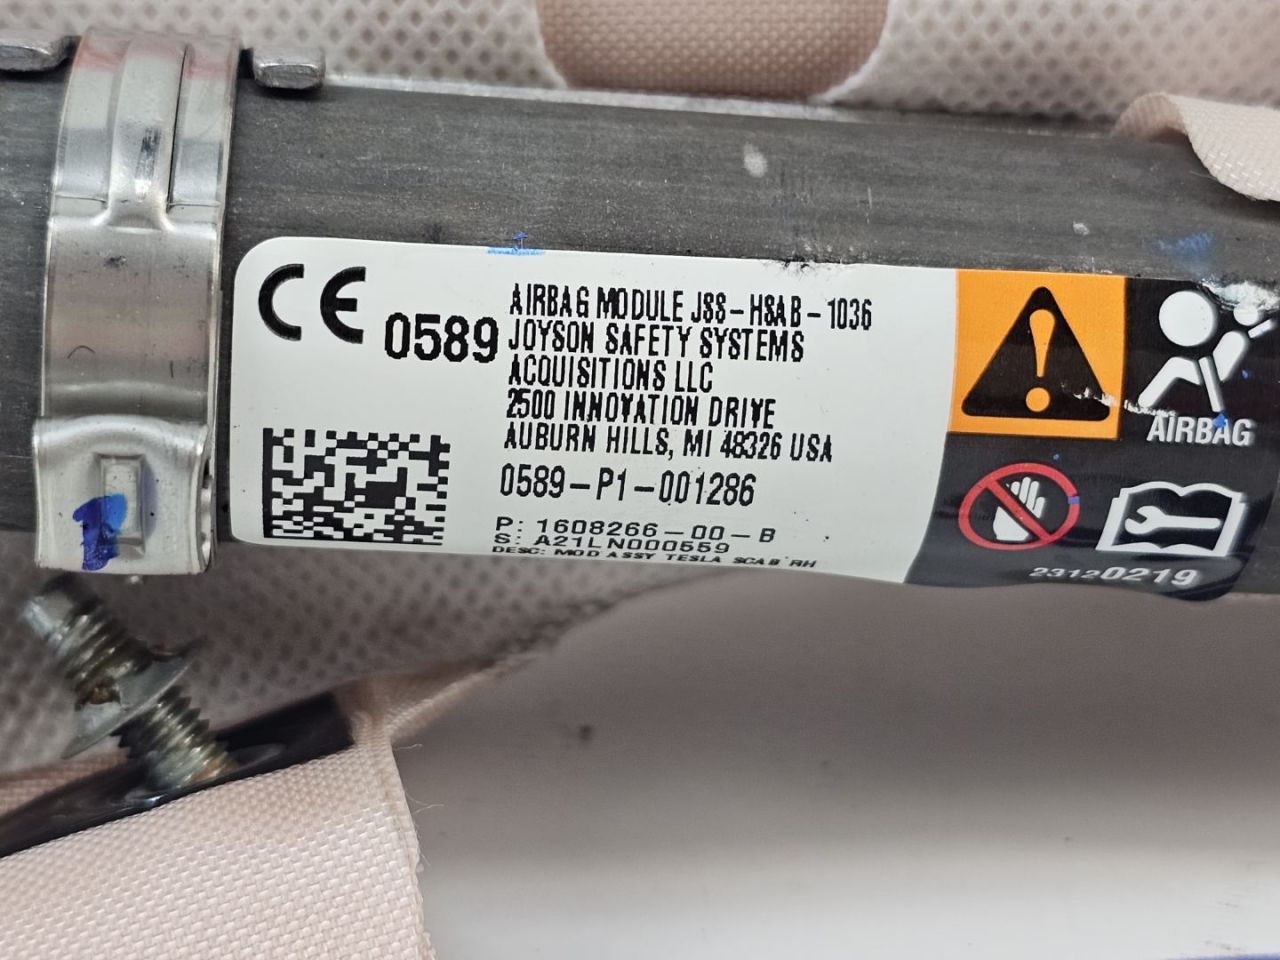 CE 0589
AIRBAG MODULE JSS-HSAB-1036
JOYSON SAFETY SYSTEMS
ACQUISITIONS LLC
2500 INNOVATION DRIVE
AUBURN HILLS, MI 48326 USA
0589-P1-001286
P: 1608266-00-B
S: A21LN000559
DESC: MOD ASSY TESLA SCAB RH
AIRBAG
23120219